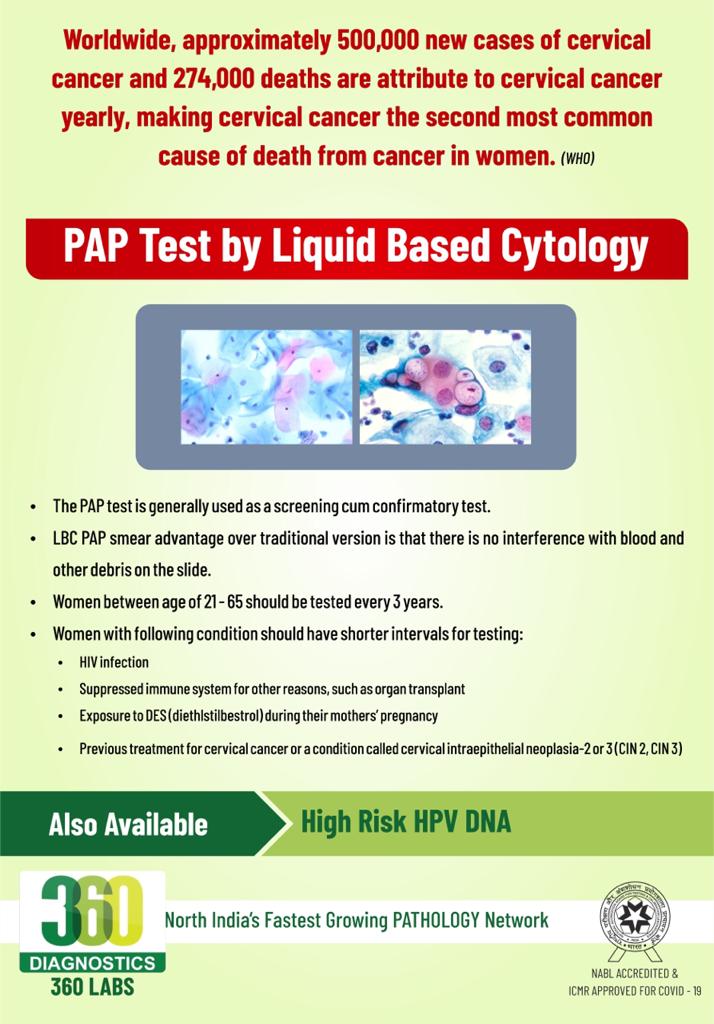 Worldwide, approximately 500,000 new cases of cervical
cancer and 274,000 deaths are attribute to cervical cancer
yearly, making cervical cancer the second most common
cause of death from cancer in women. (WHO)
PAP Test by Liquid Based Cytology
• The PAP test is generally used as a screening cum confirmatory test.
• LBC PAP smear advantage over traditional version is that there is no interference with blood and
other debris on the slide.
• Women between age of 21 - 65 should be tested every 3 years.
• Women with following condition should have shorter intervals for testing:
• HIV infection
• Suppressed immune system for other reasons, such as organ transplant
• Exposure to DES (diethlstilbestrol) during their mothers' pregnancy
• Previous treatment for cervical cancer or a condition called cervical intraepithelial neoplasia-2 or 3 (CIN 2, CIN 3)
Also Available
High Risk HPV DNA
360
DIAGNOSTICS
360 LABS
North India's Fastest Growing PATHOLOGY Network
भारत
NABL ACCREDITED &
ICMR APPROVED FOR COVID - 19